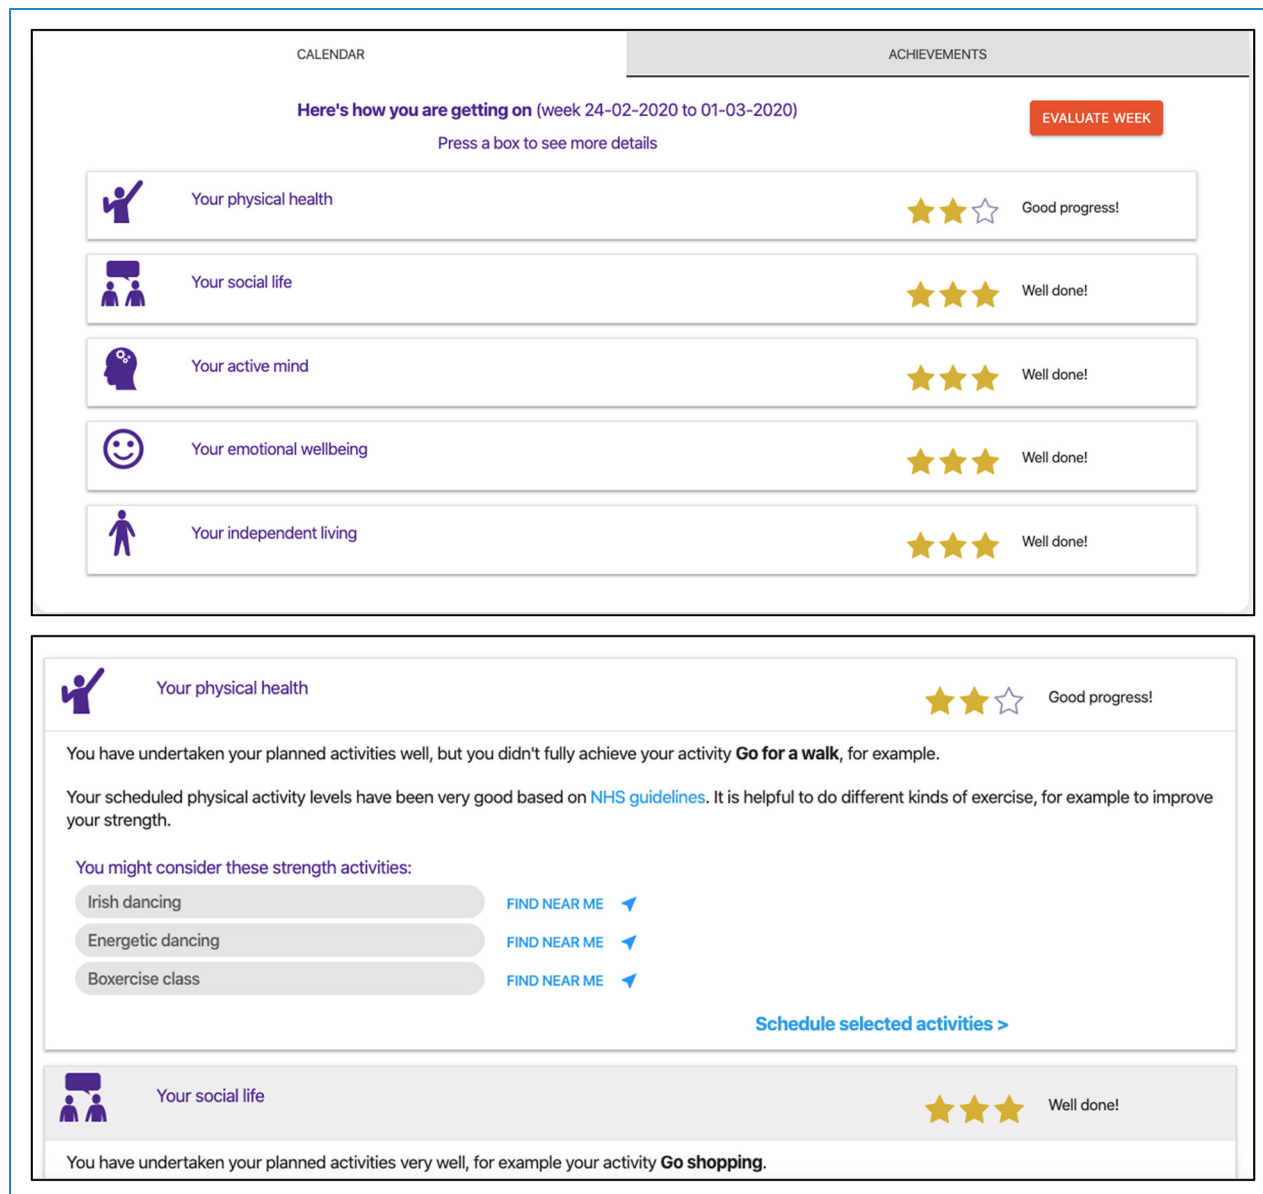 CALENDAR
ACHIEVEMENTS
Here's how you are getting on (week 24-02-2020 to 01-03-2020)
EVALUATE WEEK
Press a box to see more details
Your physical health
Good progress!
Your social life
Well done!
Your active mind
Well done!
Your emotional wellbeing
Well done!
Your independent living
Well done!
Your physical health
Good progress!
You have undertaken your planned activities well, but you didn't fully achieve your activity Go for a walk, for example.
Your scheduled physical activity levels have been very good based on NHS guidelines. It is helpful to do different kinds of exercise, for example to improve
your strength.
You might consider these strength activities:
Irish dancing
FIND NEAR ME
Energetic dancing
FIND NEAR ME
Boxercise class
FIND NEAR ME
Schedule selected activities >
Your social life
Well done!
You have undertaken your planned activities very well, for example your activity Go shopping.